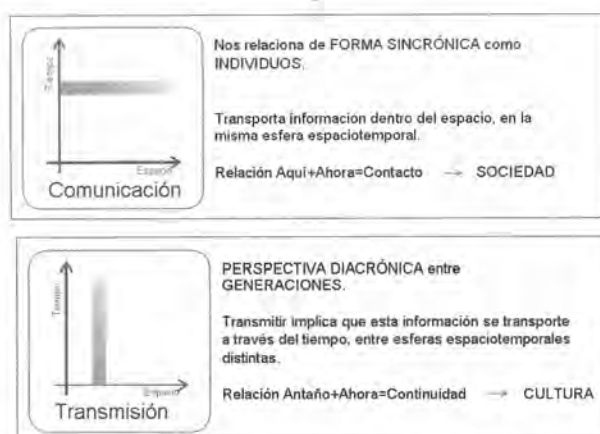 Tiempo
Espacio
Comunicación
Nos relaciona de FORMA SINCRÓNICA como
INDIVIDUOS.
Transporta informacion dentro del espacio, en la
misma esfera espaciotemporal.
Relación Aquí+Ahora=Contacto → SOCIEDAD
Tiempo
Espacio
Transmisión
PERSPECTIVA DIACRÓNICA entre
GENERACIONES.
Transmitir implica que esta información se transporte
a través del tiempo, entre esferas espaciotemporales
distintas.
Relación Antaño+Ahora=Continuidad → CULTURA